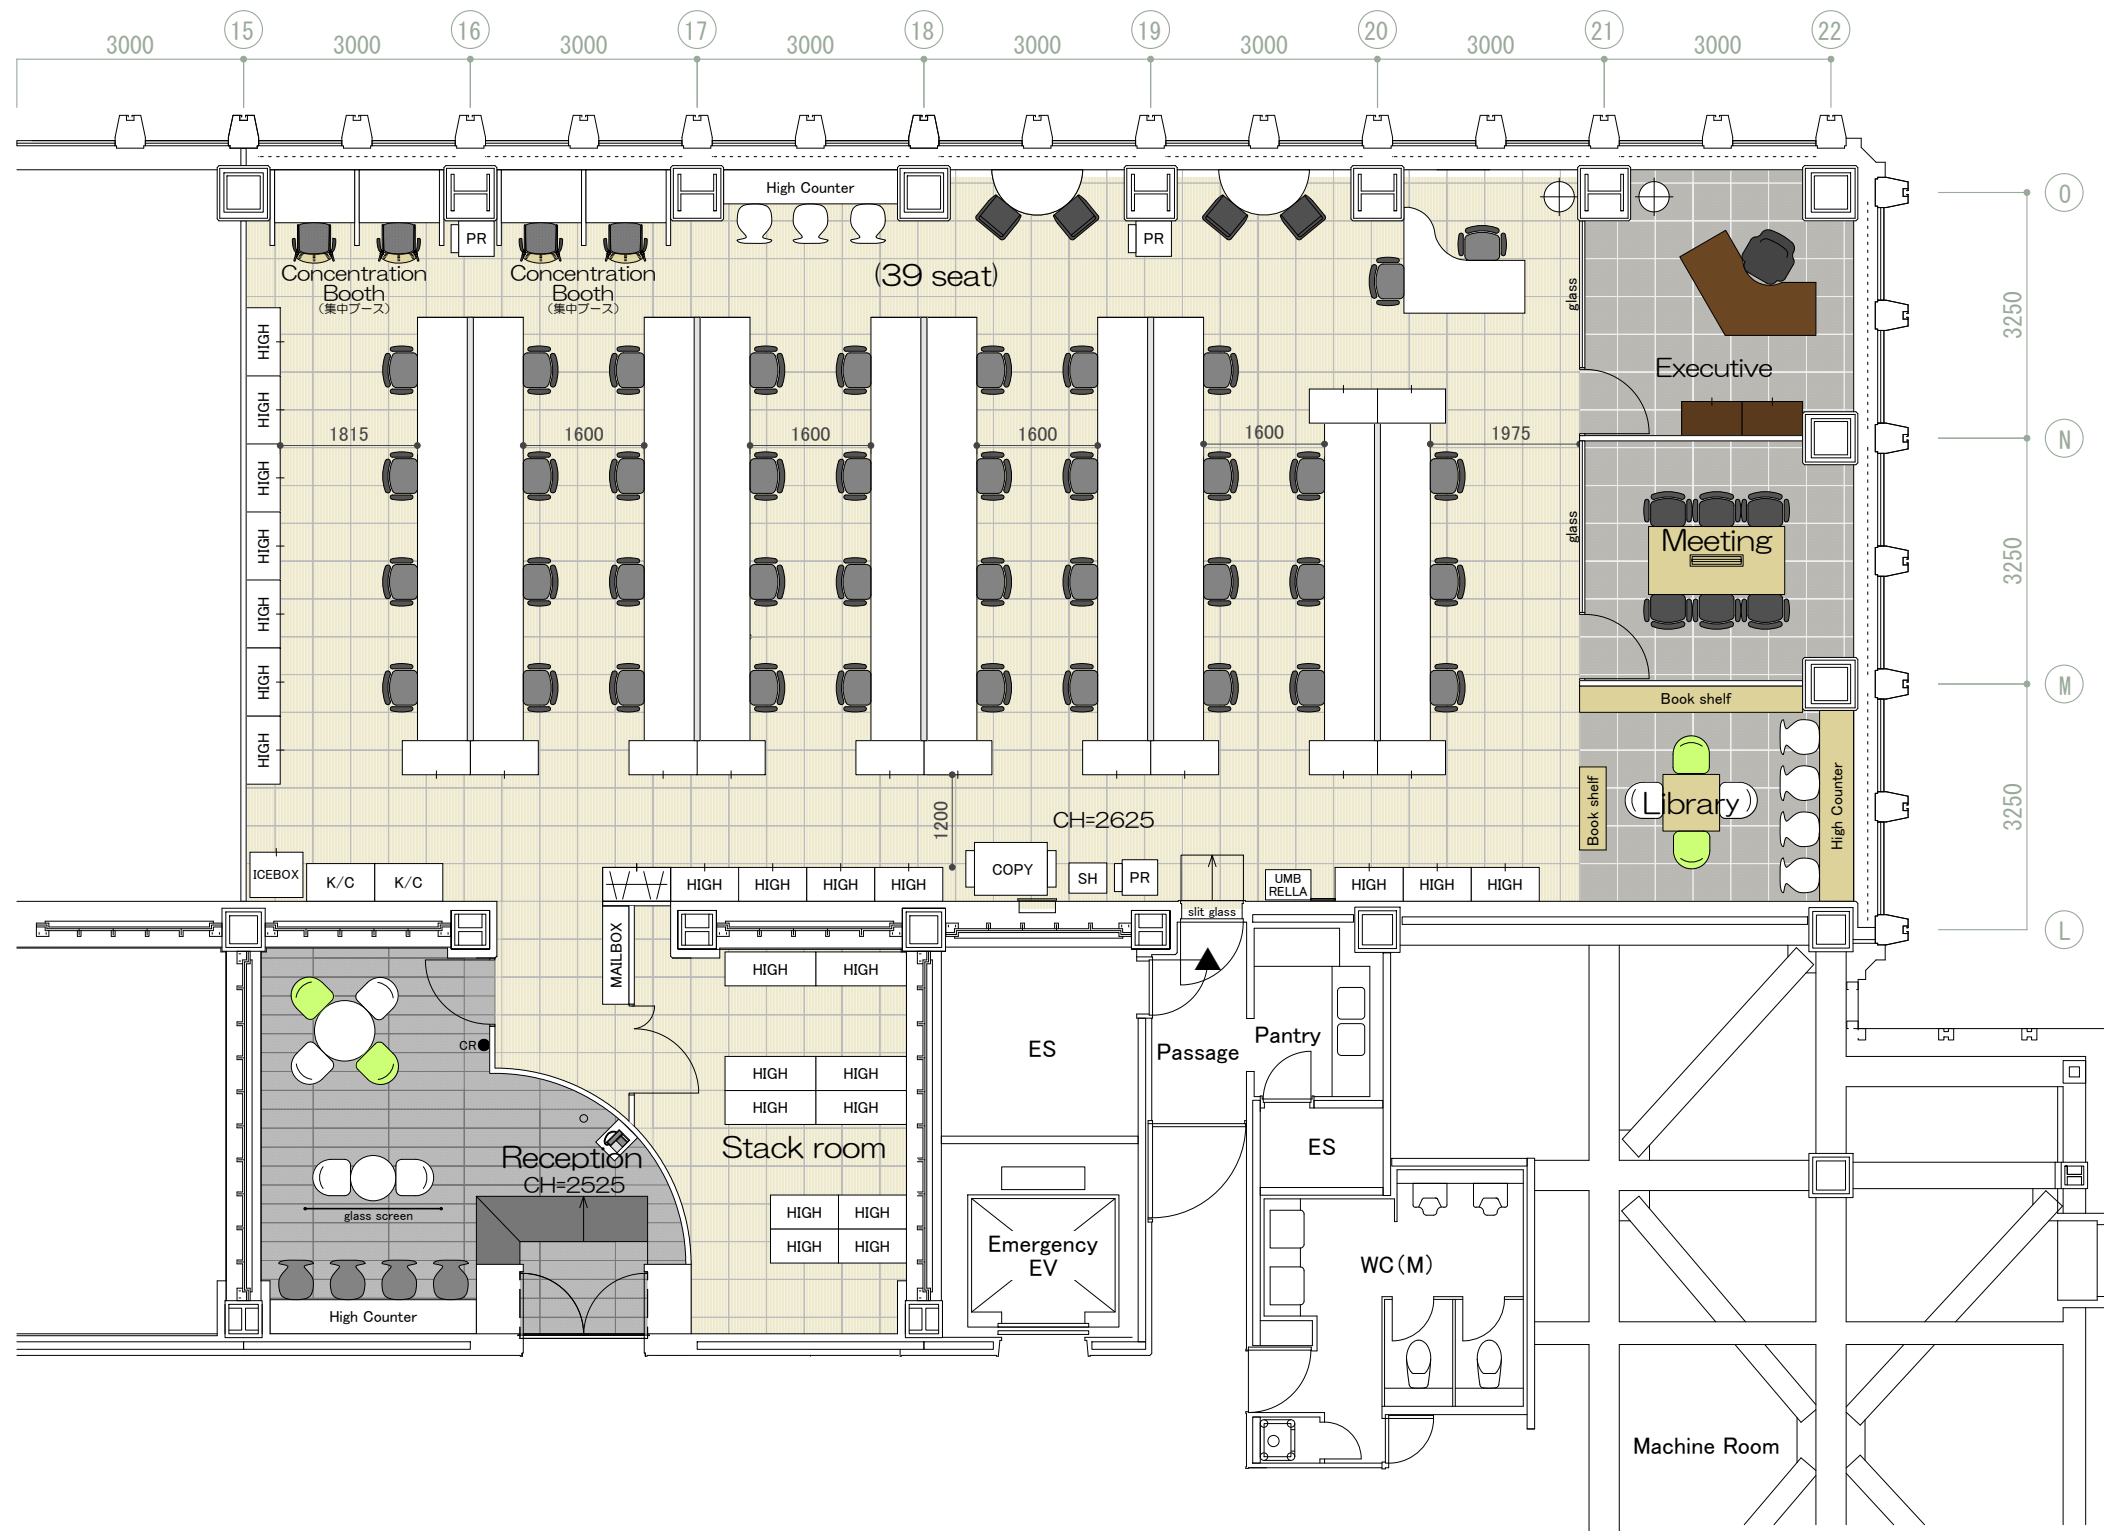 15 16 17 18 19 20 21 22
3000 3000 3000 3000 3000 3000 3000 3000
High Counter
O
PR
PR
Concentration
Booth
(集中ブース)
Concentration
Booth
(集中ブース)
(39 seat)
glass
3250
HIGH
HIGH
HIGH
HIGH
HIGH
HIGH
HIGH
Executive
1815 1600 1600 1600 1600 1975
N
glass
Meeting
3250
M
Book shelf
Book shelf
Library
High Counter
3250
1200
CH=2625
ICEBOX
K/C K/C
HIGH HIGH HIGH HIGH
COPY
SH
PR
UMB
RELLA
HIGH HIGH HIGH
slit glass
L
MAILBOX
HIGH HIGH
CR
ES
Passage
Pantry
HIGH HIGH
HIGH HIGH
Reception
CH=2525
Stack room
ES
glass screen
HIGH HIGH
HIGH HIGH
Emergency
EV
WC(M)
High Counter
Machine Room